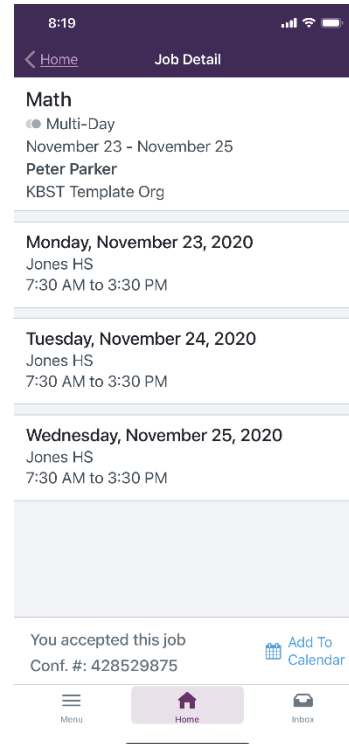 8:19
Home
Job Detail
Math
Multi-Day
November 23 - November 25
Peter Parker
KBST Template Org
Monday, November 23, 2020
Jones HS
7:30 AM to 3:30 PM
Tuesday, November 24, 2020
Jones HS
7:30 AM to 3:30 PM
Wednesday, November 25, 2020
Jones HS
7:30 AM to 3:30 PM
You accepted this job
Conf. #: 428529875
Add To
Calendar
Menu
Home
Inbox